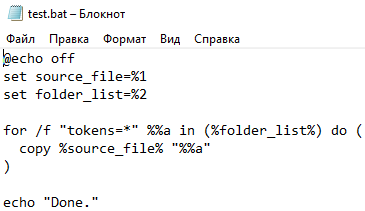 test.bat – Блокнот
Файл Правка Формат Вид Справка
@echo off
set source_file=%1
set folder_list=%2

for /f "tokens=*" %%a in (%folder_list%) do (
  copy %source_file% "%%a"
)

echo "Done."